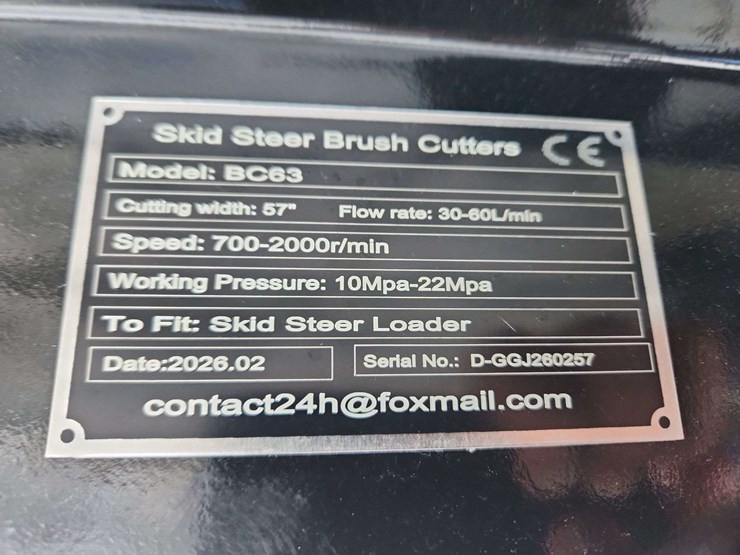 Skid Steer Brush Cutters CE
Model: BC63
Cutting width: 57" Flow rate: 30-60L/min
Speed: 700-2000r/min
Working Pressure: 10Mpa-22Mpa
To Fit: Skid Steer Loader
Date:2026.02 Serial No.: D-GGJ260257
contact24h@foxmail.com